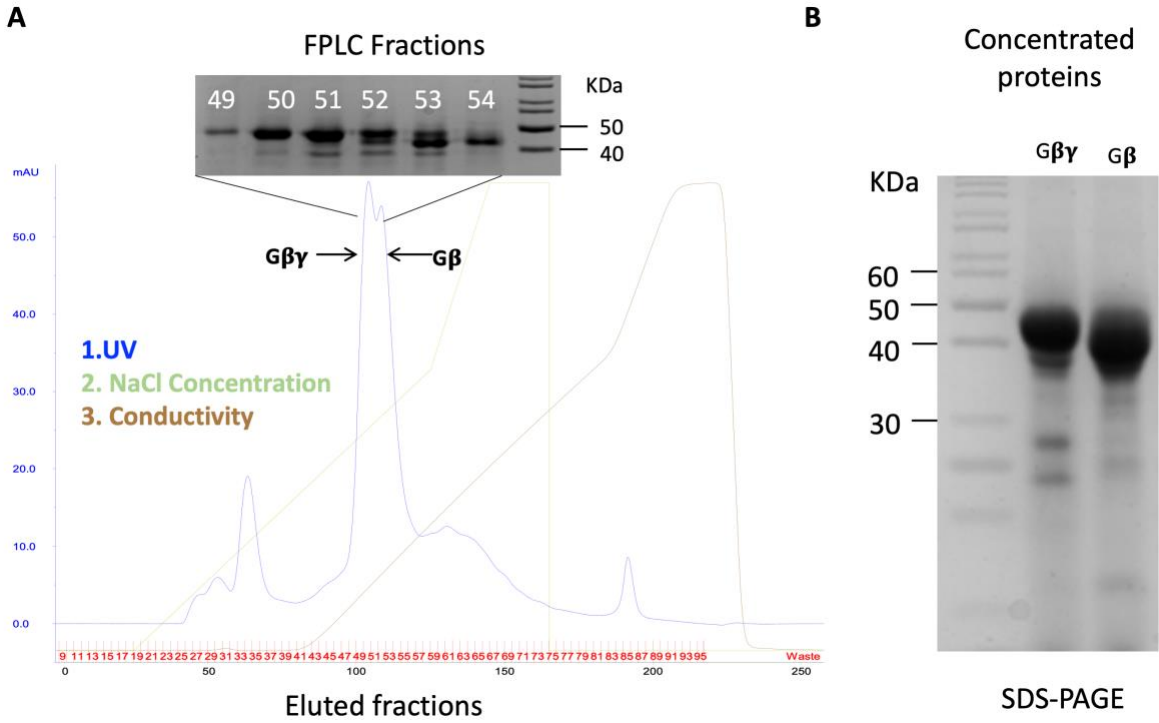 A
FPLC Fractions
49 50 51 52 53 54
KDa
50
40
mAU
50.0
40.0
30.0
20.0
10.0
0.0
Gβγ
Gβ
1.UV
2. NaCl Concentration
3. Conductivity
9 11 13 15 17 19 21 23 25 27 29 31 33 35 37 39 41 43 45 47 49 51 53 55 57 59 61 63 65 67 69 71 73 75 77 79 81 83 85 87 89 91 93 95 Waste
0 50 100 150 200 250
Eluted fractions
B
Concentrated
proteins
Gβγ Gβ
KDa
60
50
40
30
SDS-PAGE